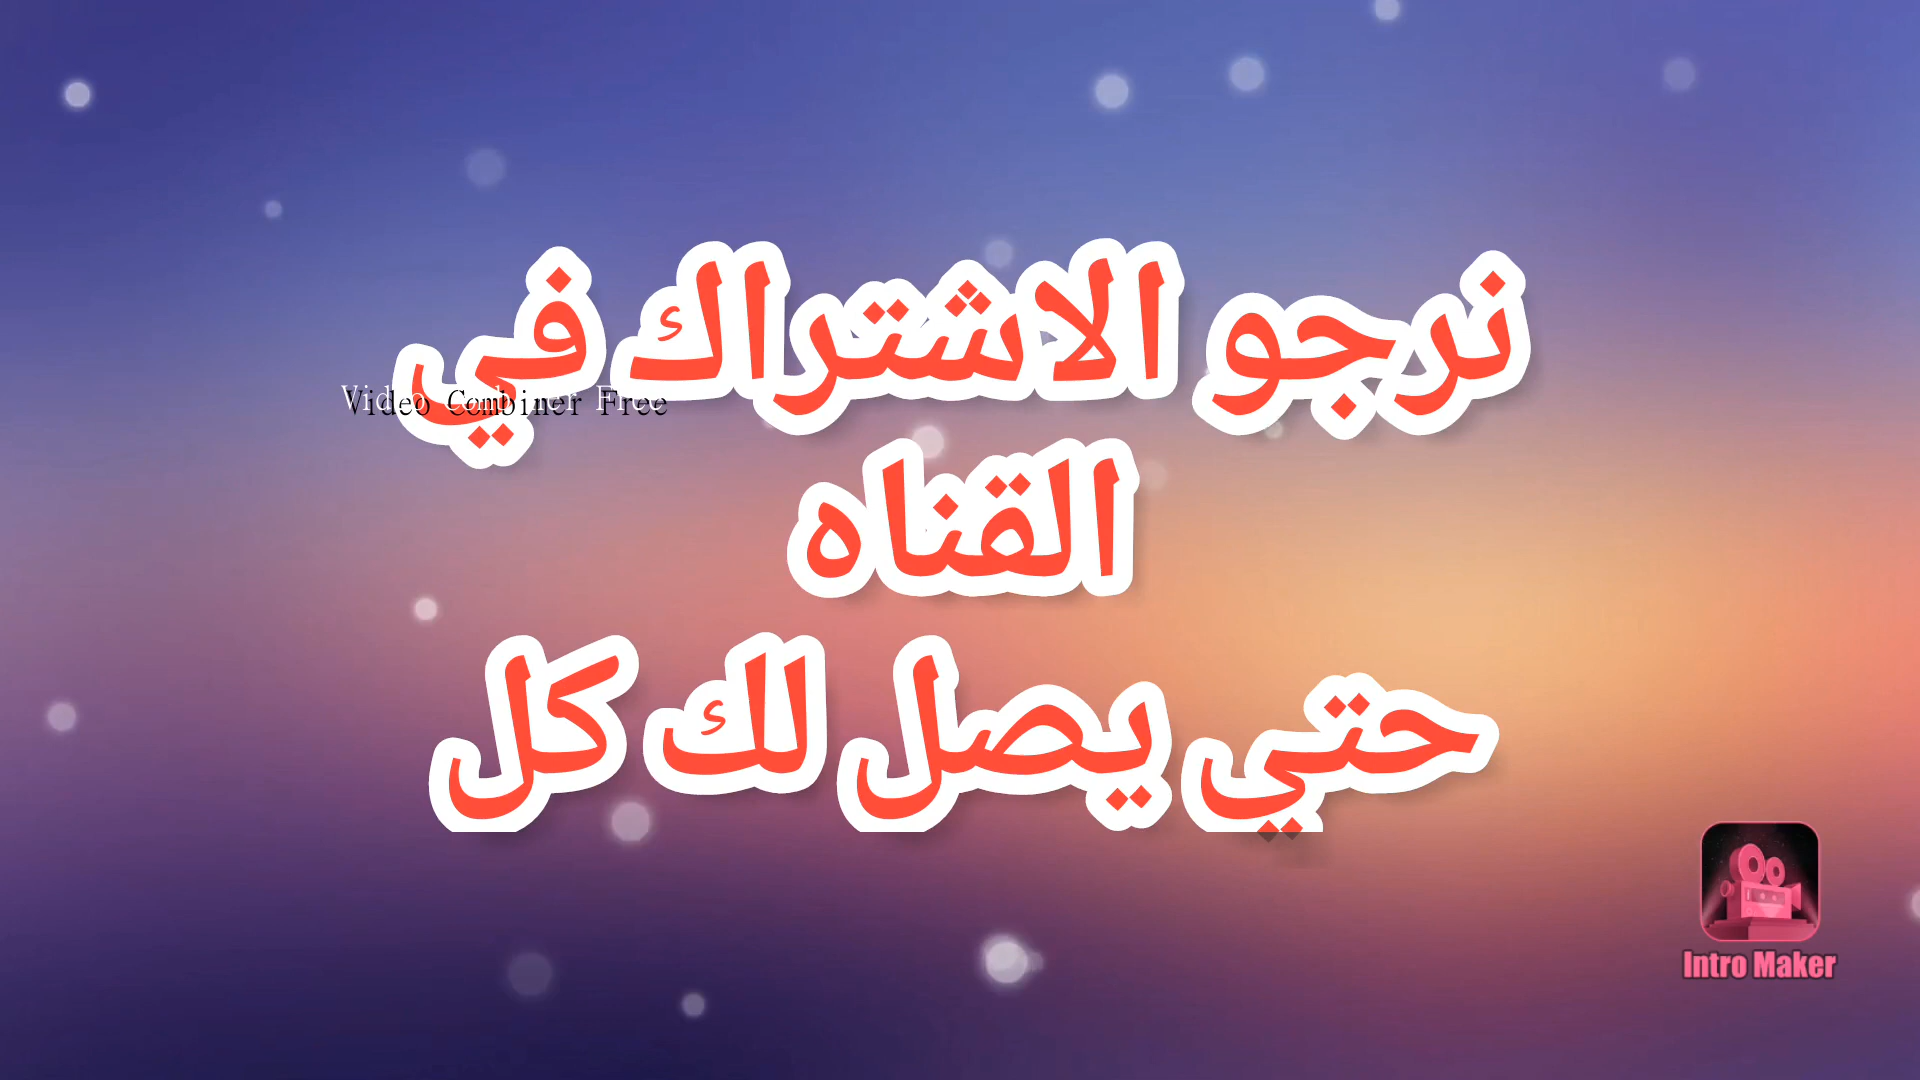 نرجو الاشتراك في
Video Combiner Free
القناه
حتي يصل لك كل
Intro Maker